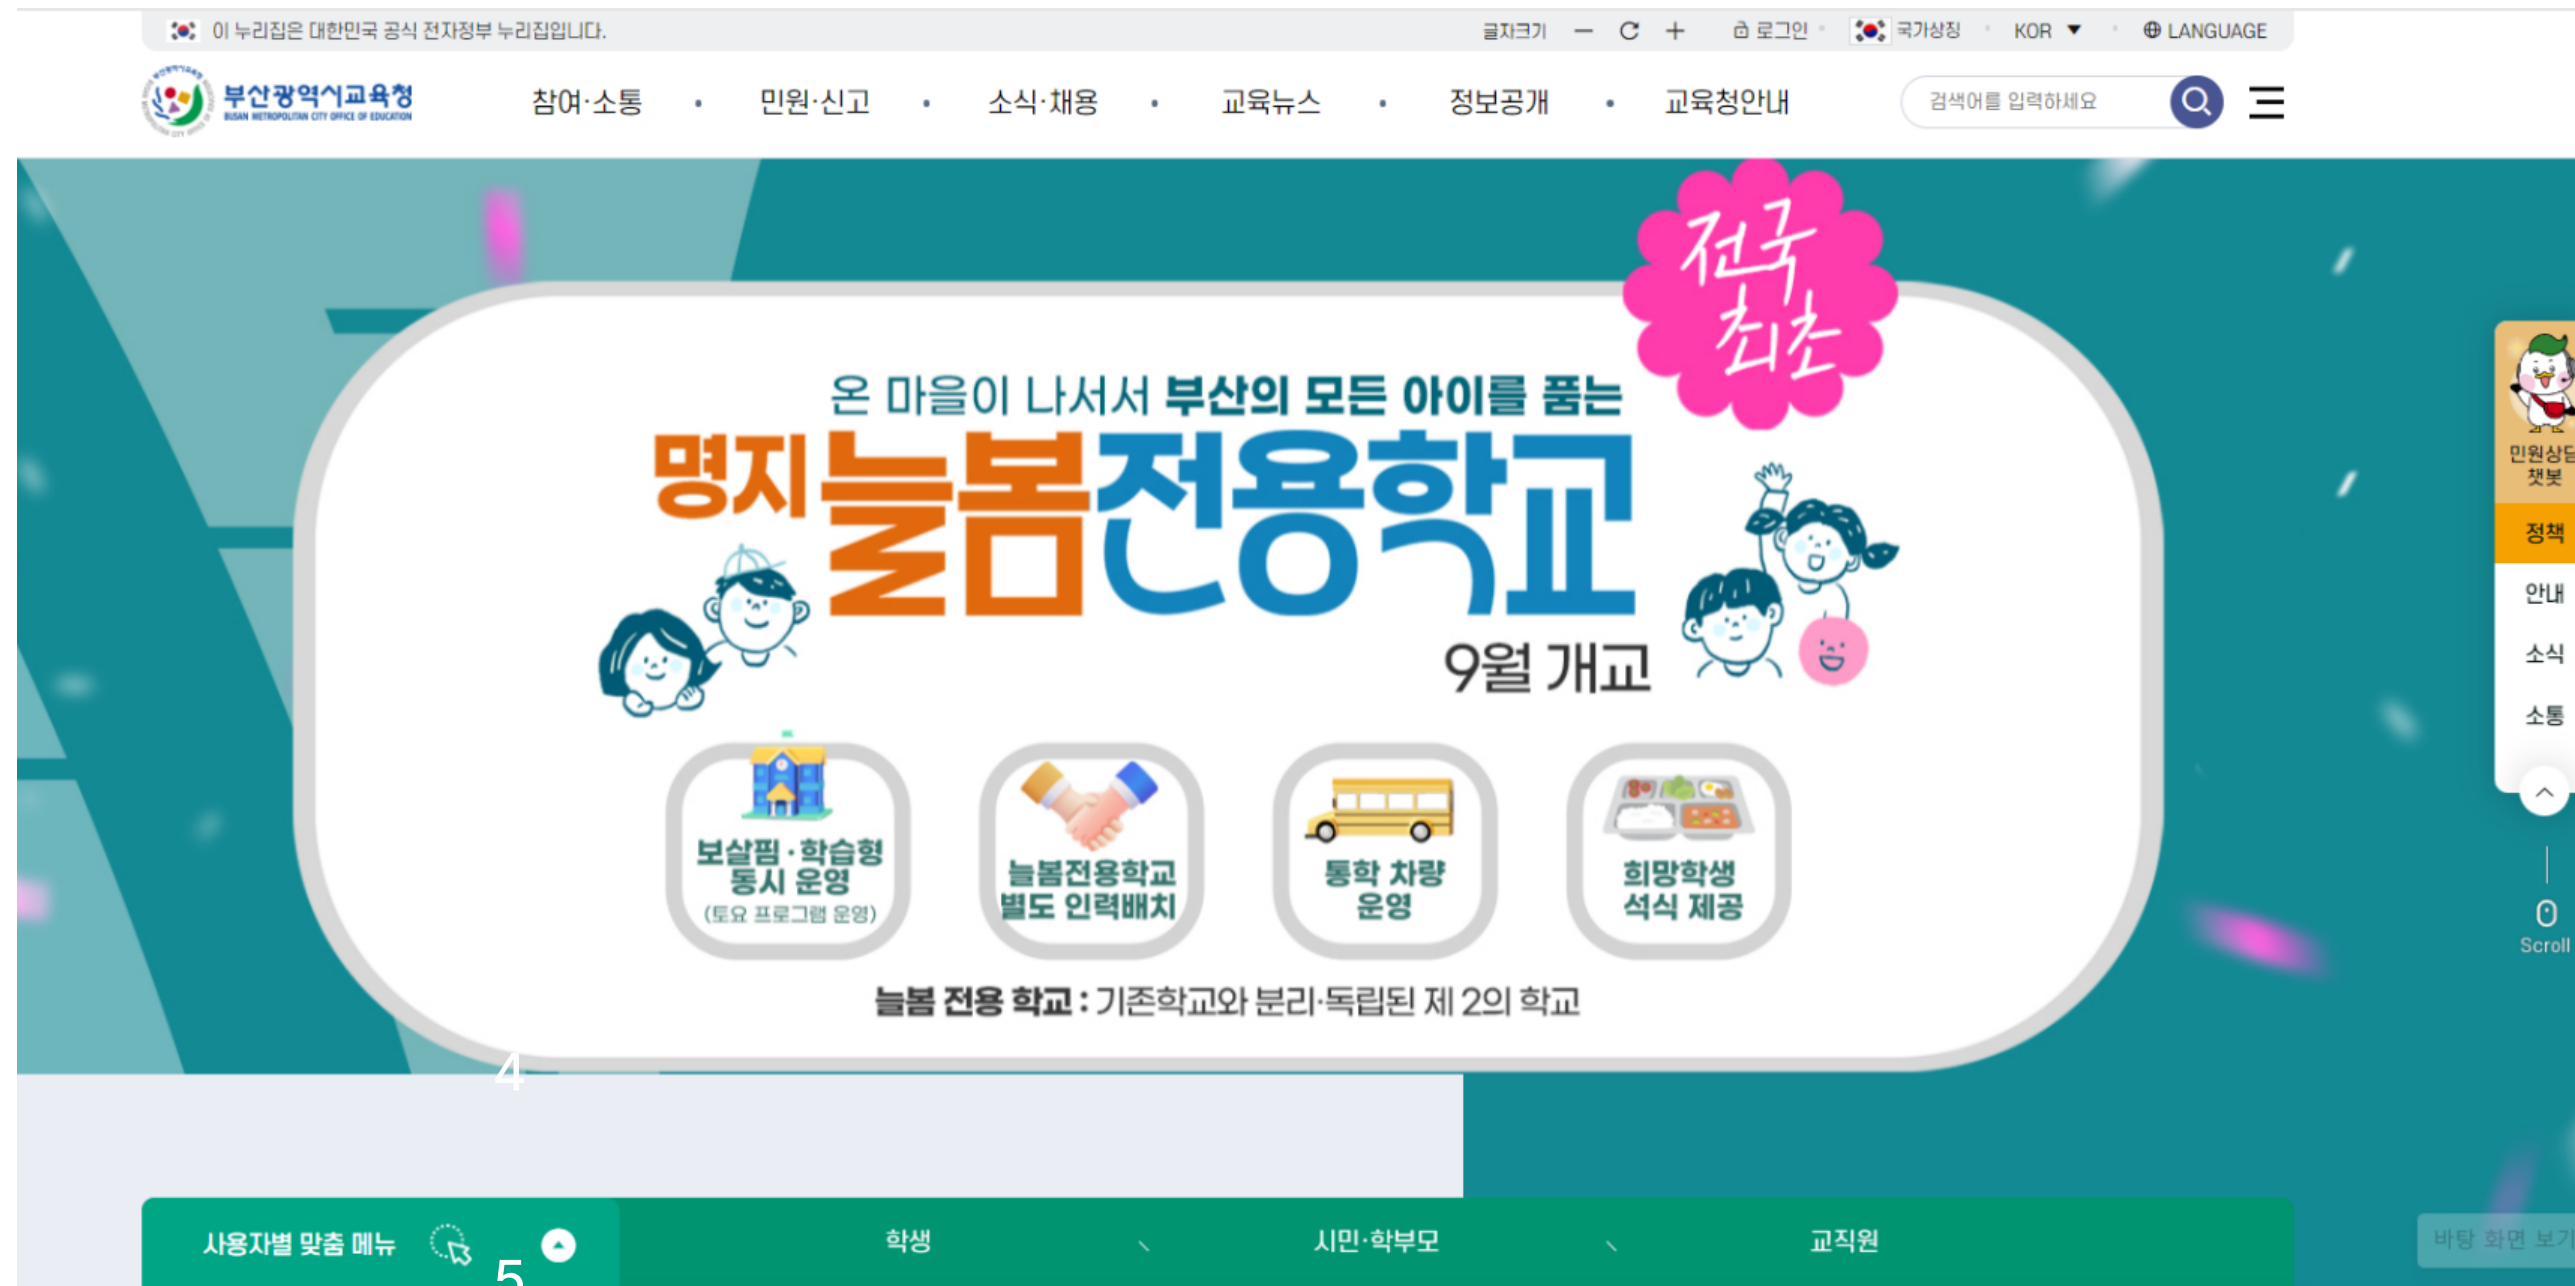 이 누리집은 대한민국 공식 전자정부 누리집입니다.
글자크기 로그인 국가상징 KOR LANGUAGE
부산광역시교육청
BUSAN METROPOLITAN CITY OFFICE OF EDUCATION
참여·소통 · 민원·신고 · 소식·채용 · 교육뉴스 · 정보공개 · 교육청안내
검색어를 입력하세요
전국
최초
온 마을이 나서서 부산의 모든 아이를 품는
명지늘봄전용학교
9월 개교
보살핌·학습형
동시 운영
(토요 프로그램 운영)
늘봄전용학교
별도 인력배치
통학 차량
운영
희망학생
석식 제공
늘봄 전용 학교 : 기존학교와 분리·독립된 제 2의 학교
민원상담
챗봇
정책
안내
소식
소통
Scroll
4
사용자별 맞춤 메뉴
학생
시민·학부모
교직원
5
바탕 화면 보기